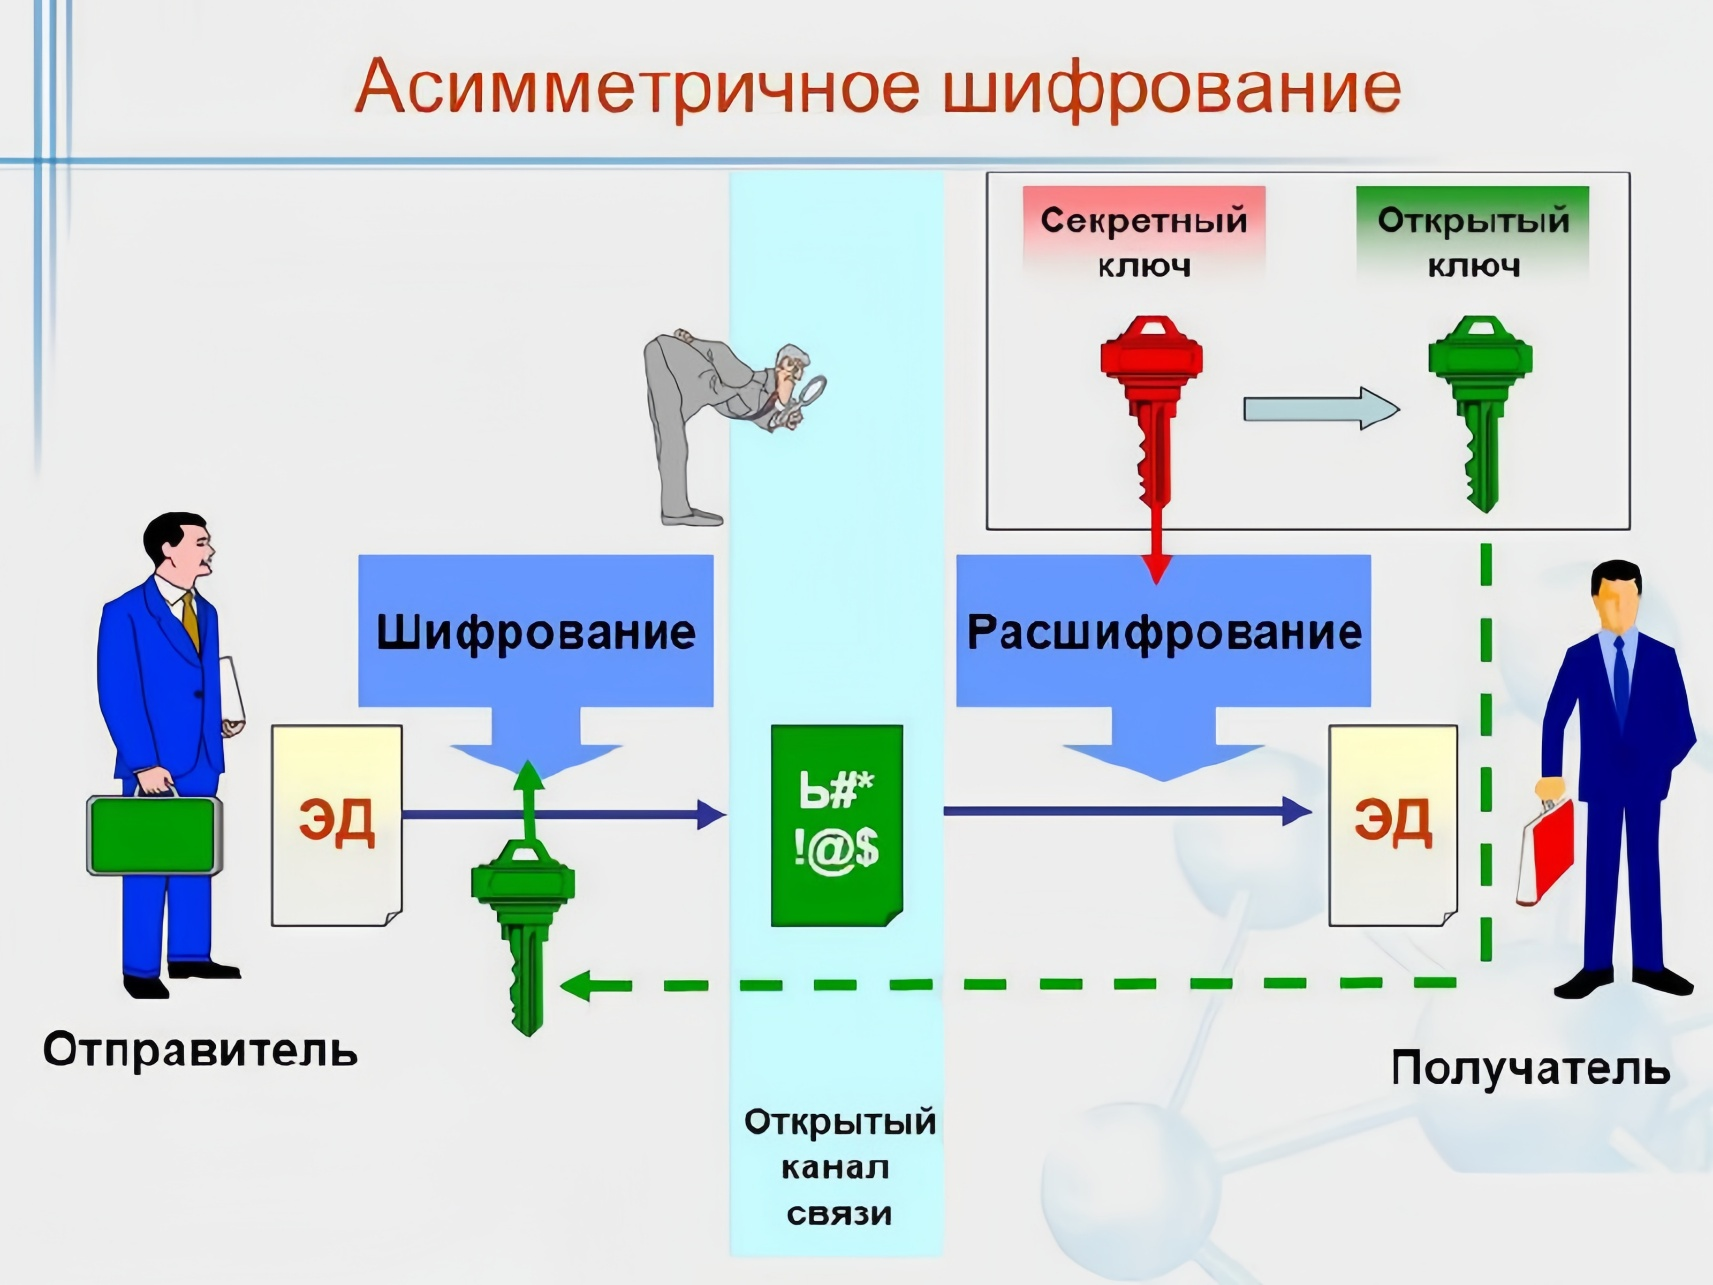 Асимметричное шифрование
Секретный
ключ
Открытый
ключ
Шифрование
Расшифрование
ЭД
Ь#*
!@$
ЭД
Отправитель
Получатель
Открытый
канал
связи